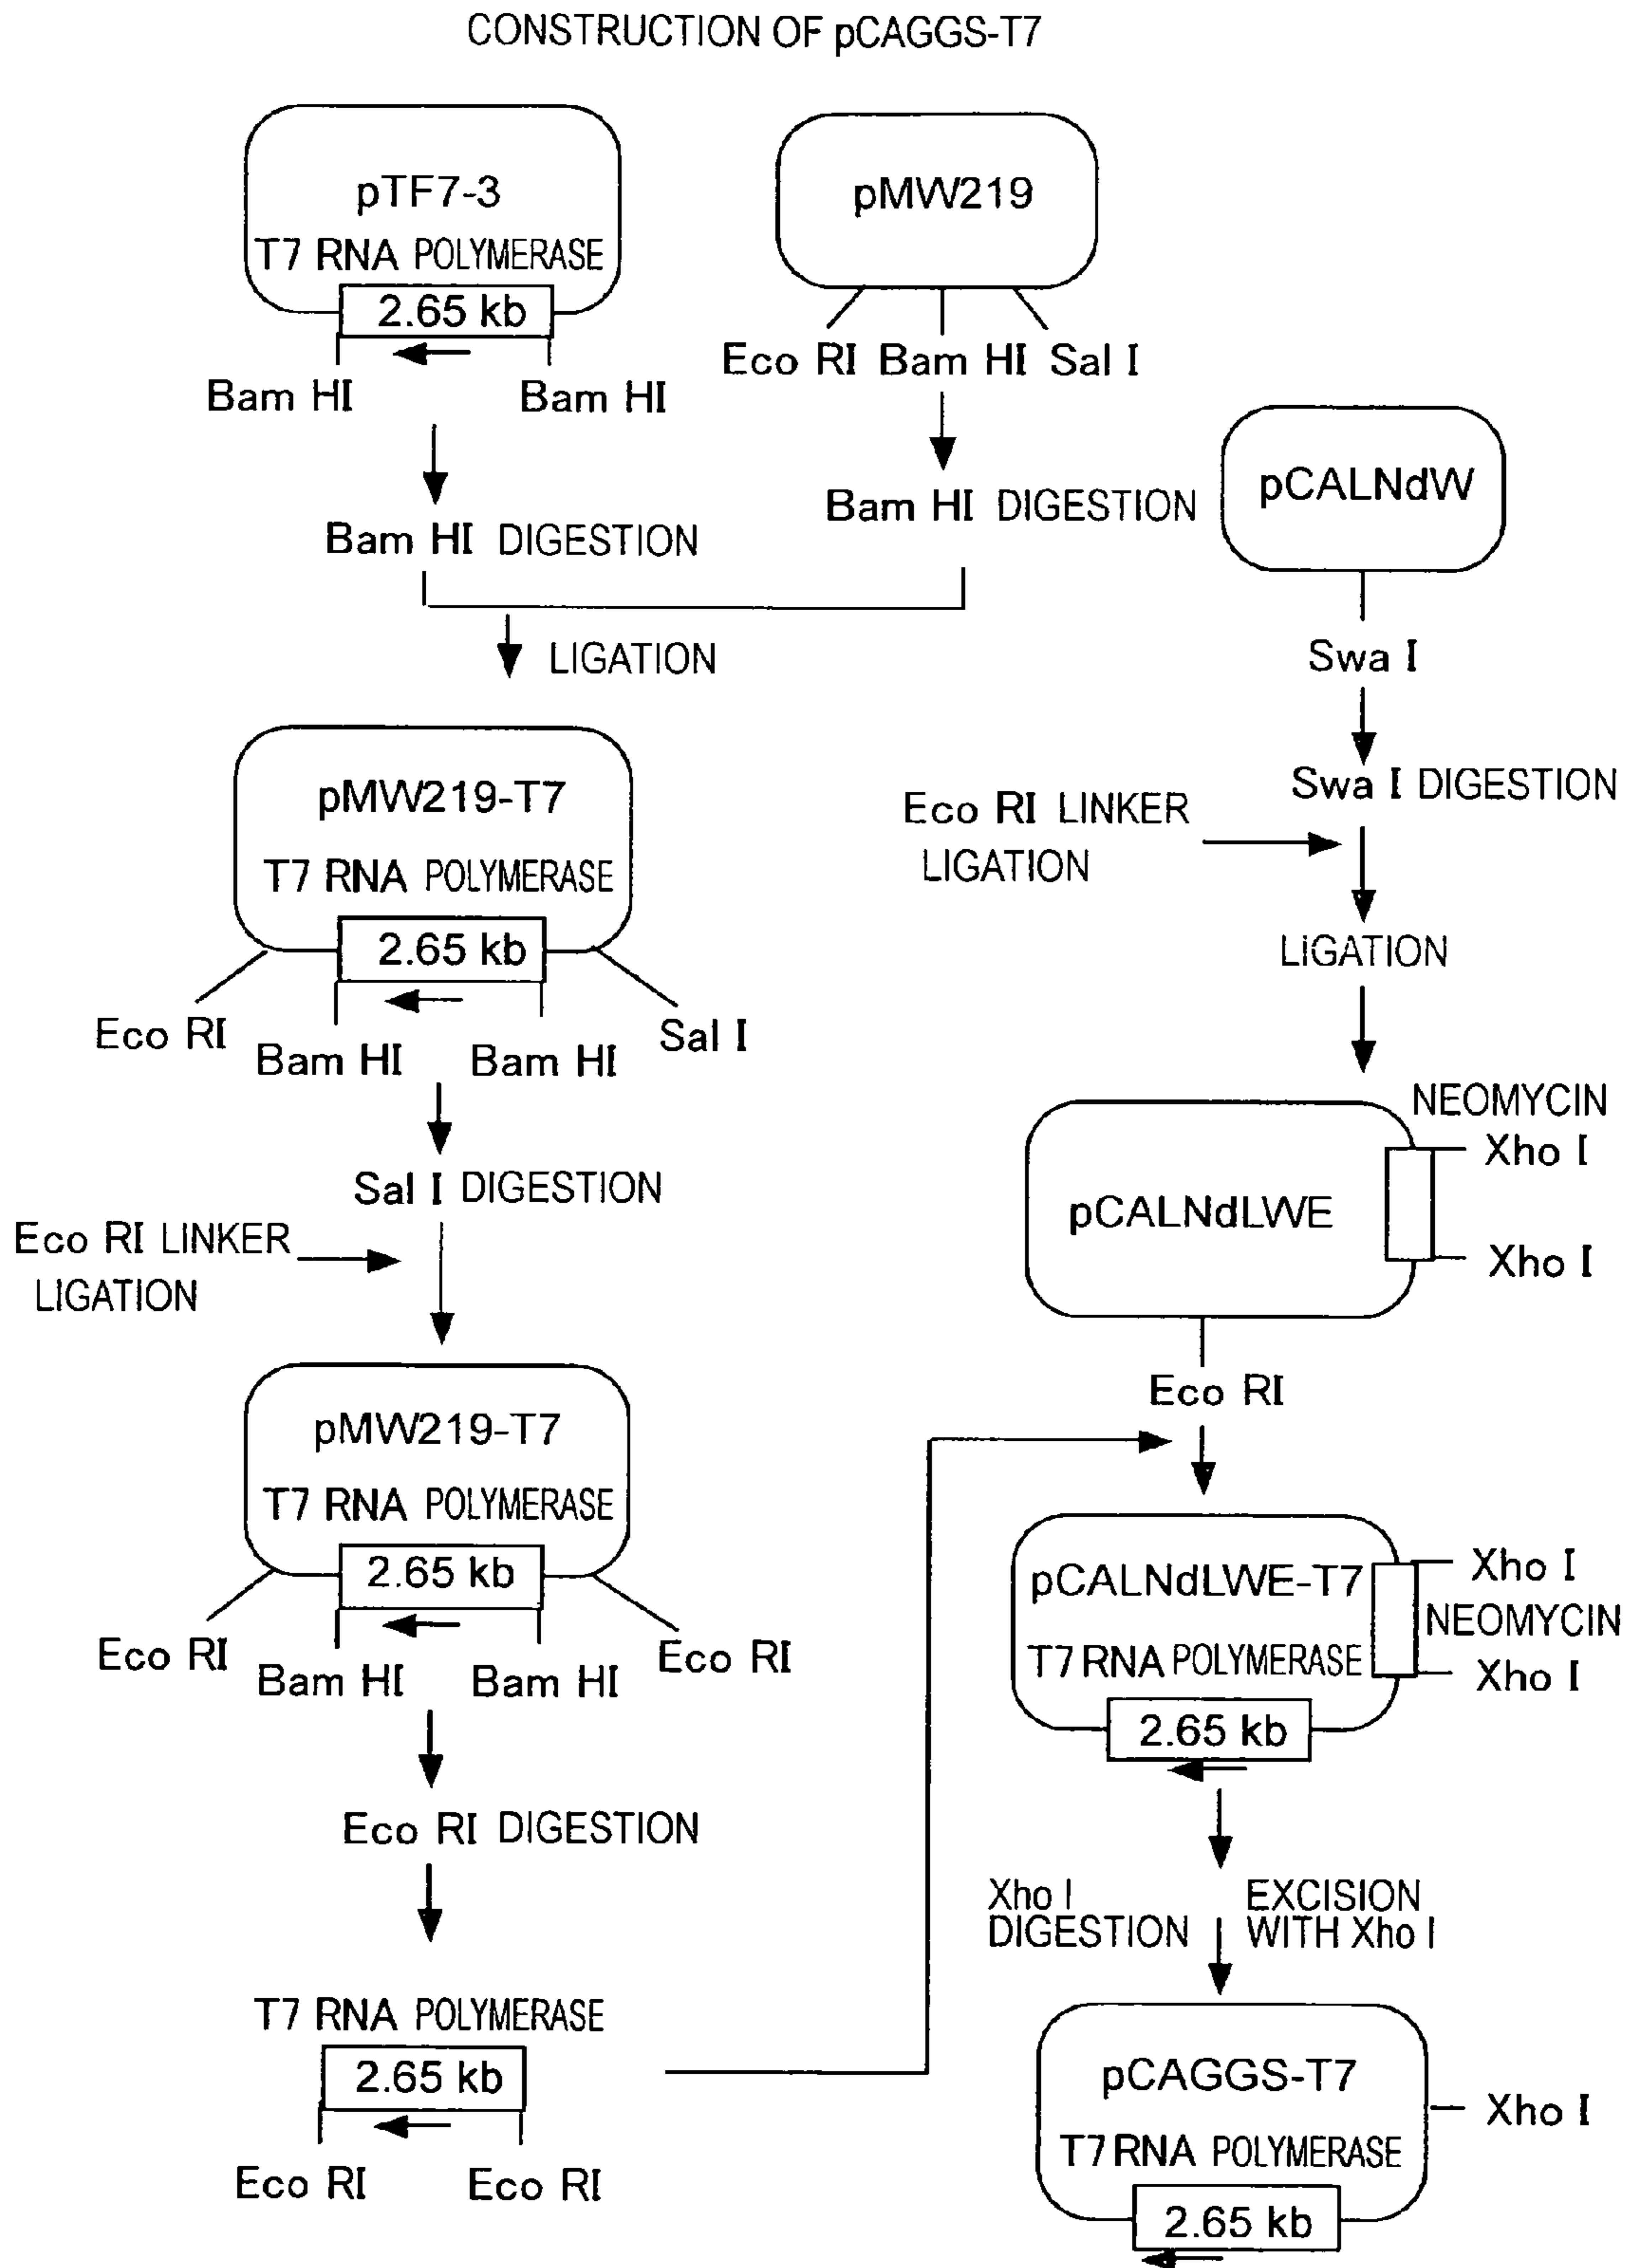 CONSTRUCTION OF pCAGGS-T7
pTF7-3
T7 RNA POLYMERASE
2.65 kb
Bam HI Bam HI
Bam HI DIGESTION
pMW219
Eco RI Bam HI Sal I
Bam HI DIGESTION
LIGATION
pMW219-T7
T7 RNA POLYMERASE
2.65 kb
Eco RI
Bam HI Bam HI
Sal I
Sal I DIGESTION
Eco RI LINKER
LIGATION
pMW219-T7
T7 RNA POLYMERASE
2.65 kb
Eco RI
Bam HI Bam HI
Eco RI
Eco RI DIGESTION
T7 RNA POLYMERASE
2.65 kb
Eco RI Eco RI
pCALNdW
Swa I
Swa I DIGESTION
Eco RI LINKER
LIGATION
LIGATION
NEOMYCIN
Xho I
pCALNdLWE
Xho I
Eco RI
pCALNdLWE-T7
T7 RNA POLYMERASE
Xho I
NEOMYCIN
Xho I
2.65 kb
Xho I
DIGESTION
EXCISION
WITH Xho I
pCAGGS-T7
Xho I
T7 RNA POLYMERASE
2.65 kb